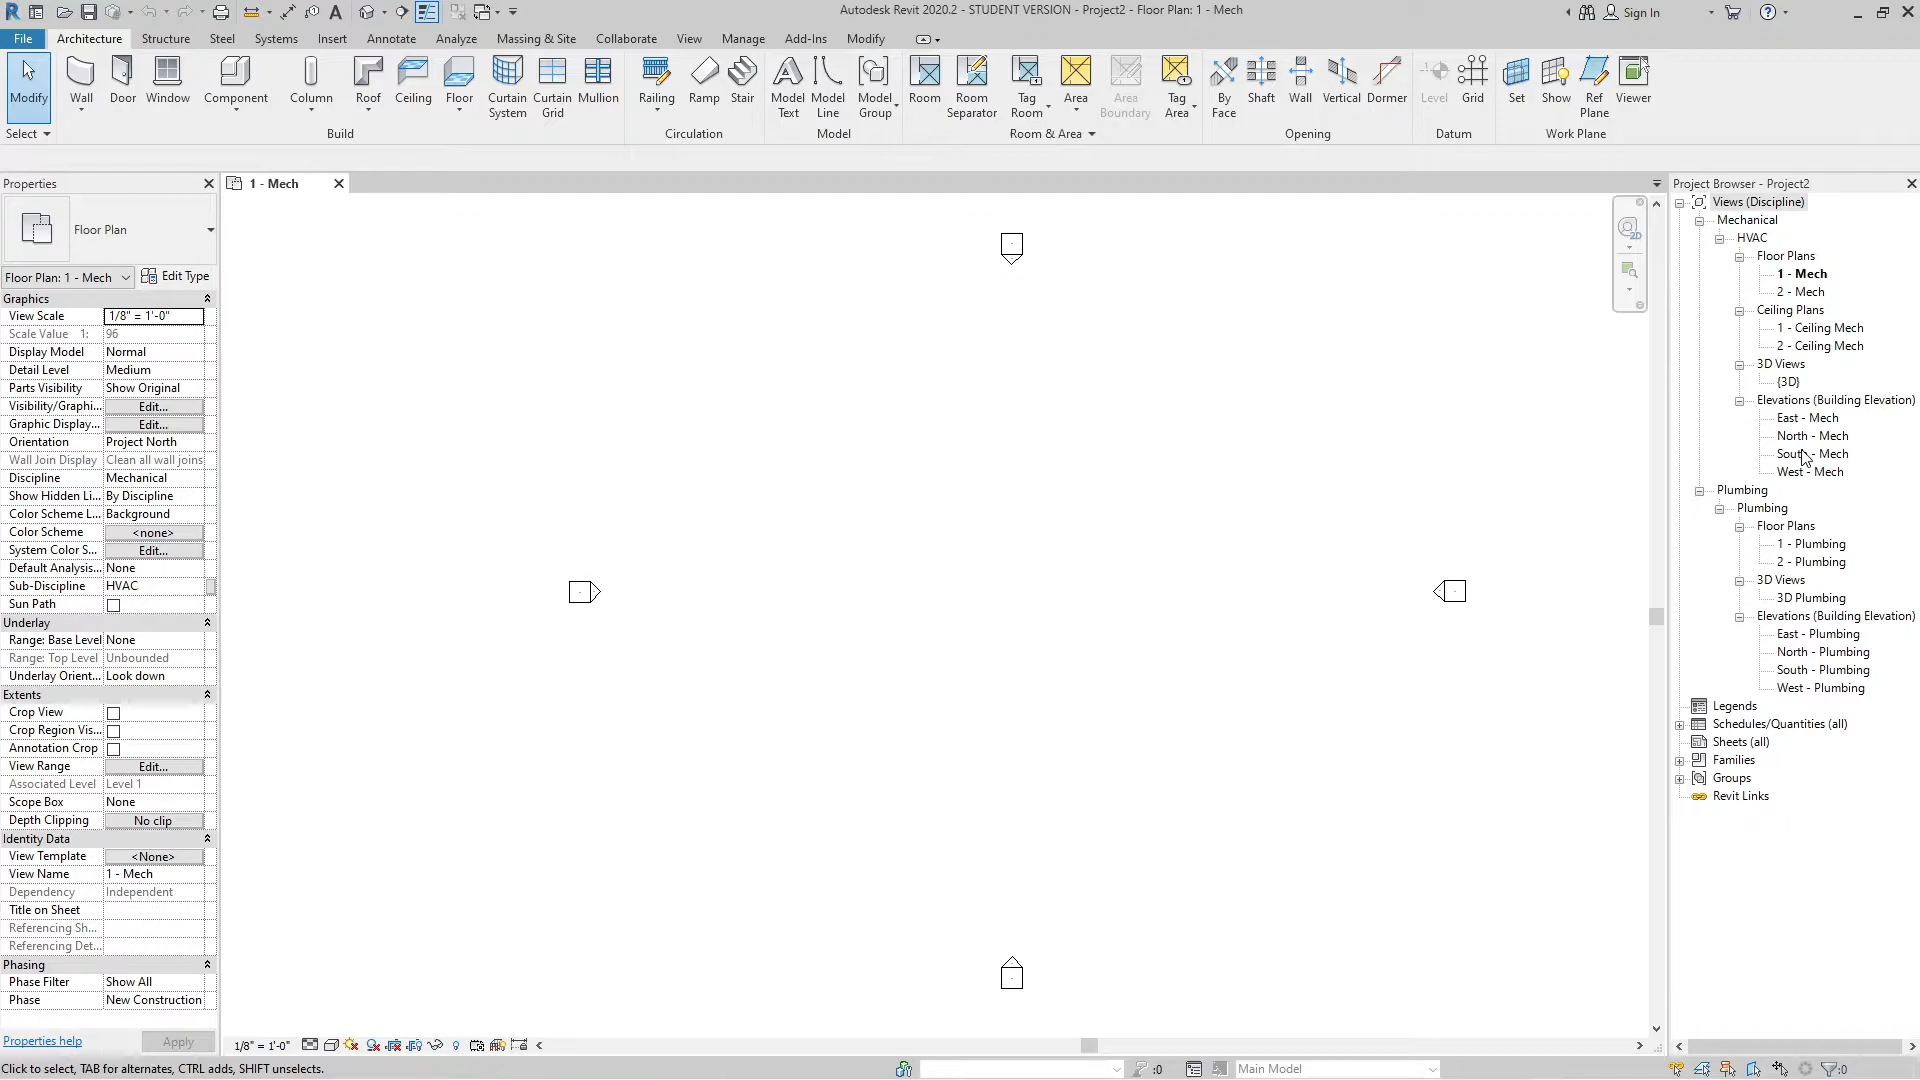 Autodesk Revit 2020.2 - STUDENT VERSION - Project2 - Floor Plan: 1 - Mech
Sign In
File Architecture Structure Steel Systems Insert Annotate Analyze Massing & Site Collaborate View Manage Add-Ins Modify
Modify Wall Door Window Component Column Roof Ceiling Floor Curtain System Curtain Grid Mullion Railing Ramp Stair Model Text Model Line Model Group Room Room Separator Tag Room Area Area Boundary Tag Area By Face Shaft Wall Vertical Dormer Level Grid Set Show Ref Plane Viewer
Select Build Circulation Model Room & Area Opening Datum Work Plane
Properties
Floor Plan
Floor Plan: 1 - Mech Edit Type
Graphics
View Scale 1/8" = 1'-0"
Scale Value 1: 96
Display Model Normal
Detail Level Medium
Parts Visibility Show Original
Visibility/Graphi... Edit...
Graphic Display... Edit...
Orientation Project North
Wall Join Display Clean all wall joins
Discipline Mechanical
Show Hidden Li... By Discipline
Color Scheme L... Background
Color Scheme <none>
System Color S... Edit...
Default Analysis... None
Sub-Discipline HVAC
Sun Path
Underlay
Range: Base Level None
Range: Top Level Unbounded
Underlay Orient... Look down
Extents
Crop View
Crop Region Vis...
Annotation Crop
View Range Edit...
Associated Level Level 1
Scope Box None
Depth Clipping No clip
Identity Data
View Template <None>
View Name 1 - Mech
Dependency Independent
Title on Sheet
Referencing Sh...
Referencing Det...
Phasing
Phase Filter Show All
Phase New Construction
Properties help Apply
1 - Mech
2D
1/8" = 1'-0"
Project Browser - Project2
Views (Discipline)
Mechanical
HVAC
Floor Plans
1 - Mech
2 - Mech
Ceiling Plans
1 - Ceiling Mech
2 - Ceiling Mech
3D Views
{3D}
Elevations (Building Elevation)
East - Mech
North - Mech
South - Mech
West - Mech
Plumbing
Plumbing
Floor Plans
1 - Plumbing
2 - Plumbing
3D Views
3D Plumbing
Elevations (Building Elevation)
East - Plumbing
North - Plumbing
South - Plumbing
West - Plumbing
Legends
Schedules/Quantities (all)
Sheets (all)
Families
Groups
Revit Links
Click to select, TAB for alternates, CTRL adds, SHIFT unselects.
:0
Main Model
:0